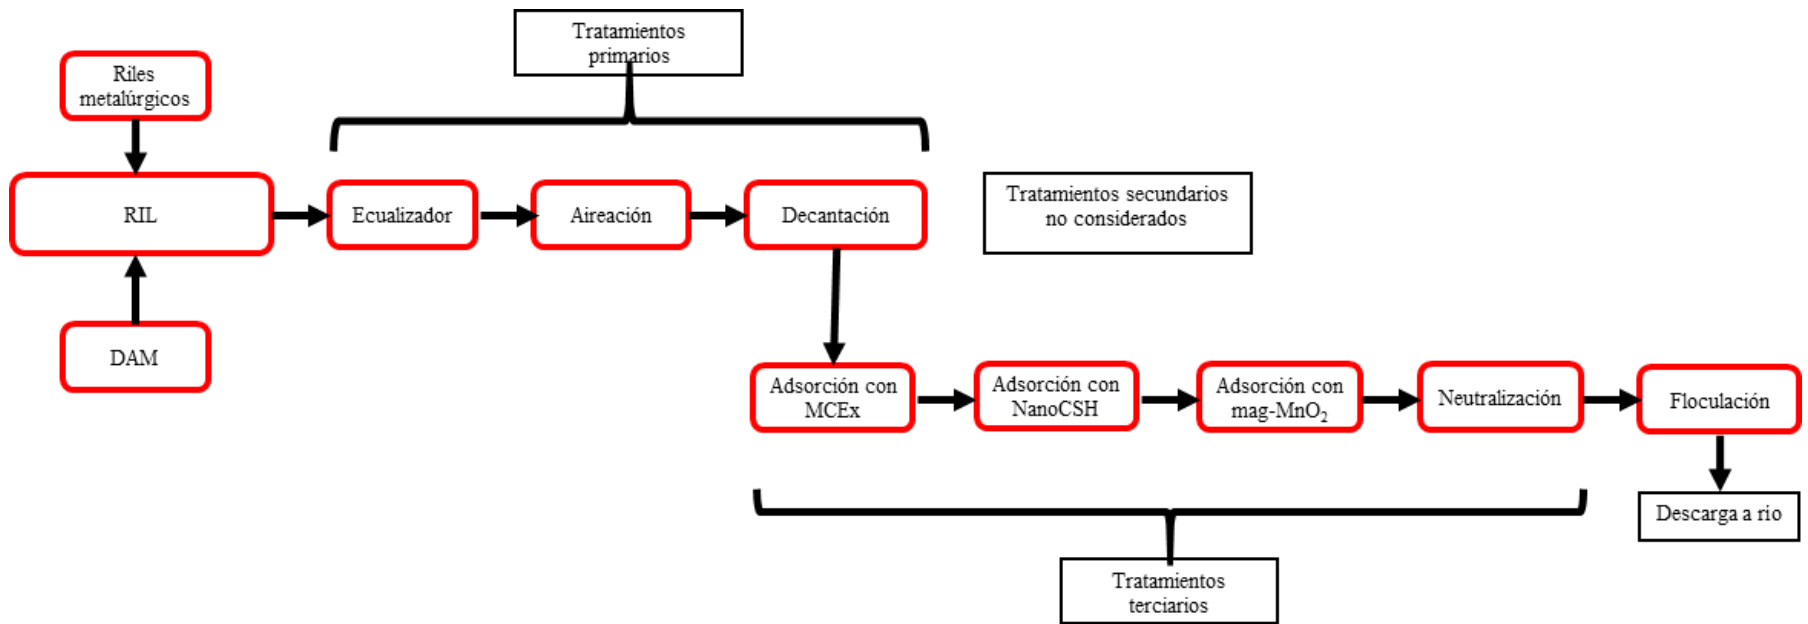 Tratamientos
primarios
Riles
metalúrgicos
RIL
Ecualizador
Aireación
Decantación
Tratamientos secundarios
no considerados
DAM
Adsorción con
MCEx
Adsorción con
NanoCSH
Adsorción con
mag-MnO₂
Neutralización
Floculación
Descarga a rio
Tratamientos
terciarios